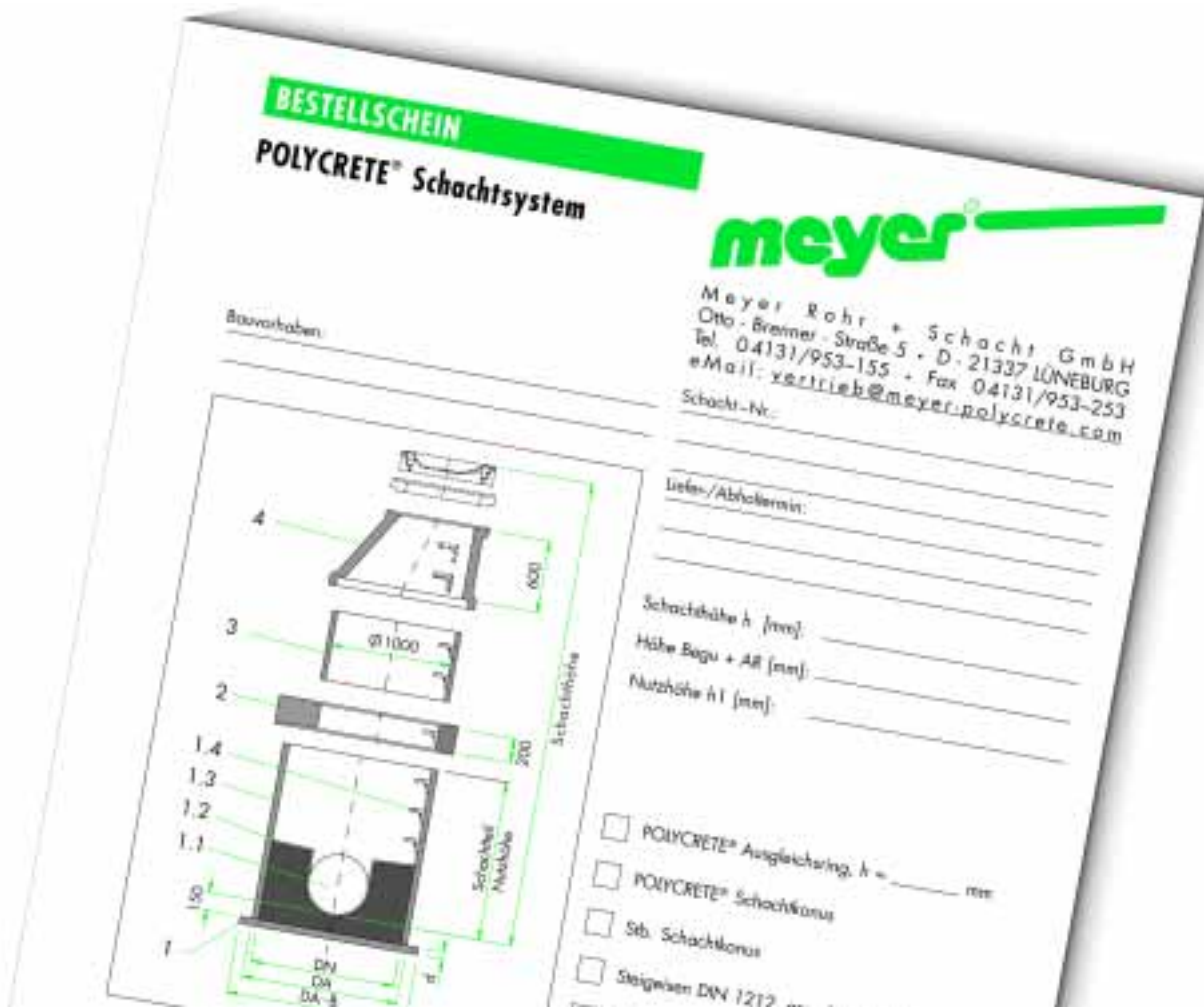 BESTELLSCHEIN
POLYCRETE® Schachtsystem
meyer®
Meyer Rohr + Schacht GmbH
Otto - Brenner - Straße 5 • D - 21337 LÜNEBURG
Tel. 04131/953-155 • Fax 04131/953-253
eMail: vertrieb@meyer-polycrete.com
Bauvorhaben:
Schacht-Nr.:
Liefer-/Abholtermin:
Schachthöhe h [mm]:
Höhe Begu + AR [mm]:
Nutzhöhe h1 [mm]:
POLYCRETE® Ausgleichsring, h = mm
POLYCRETE® Schachtkonus
Stb. Schachtkonus
Steigeisen DIN 1212,
4
600
3
Ø1000
Schachthöhe
2
200
1.4
1.3
1.2
1.1
Schachtteil
Nutzhöhe
150
1
d
DN
DA